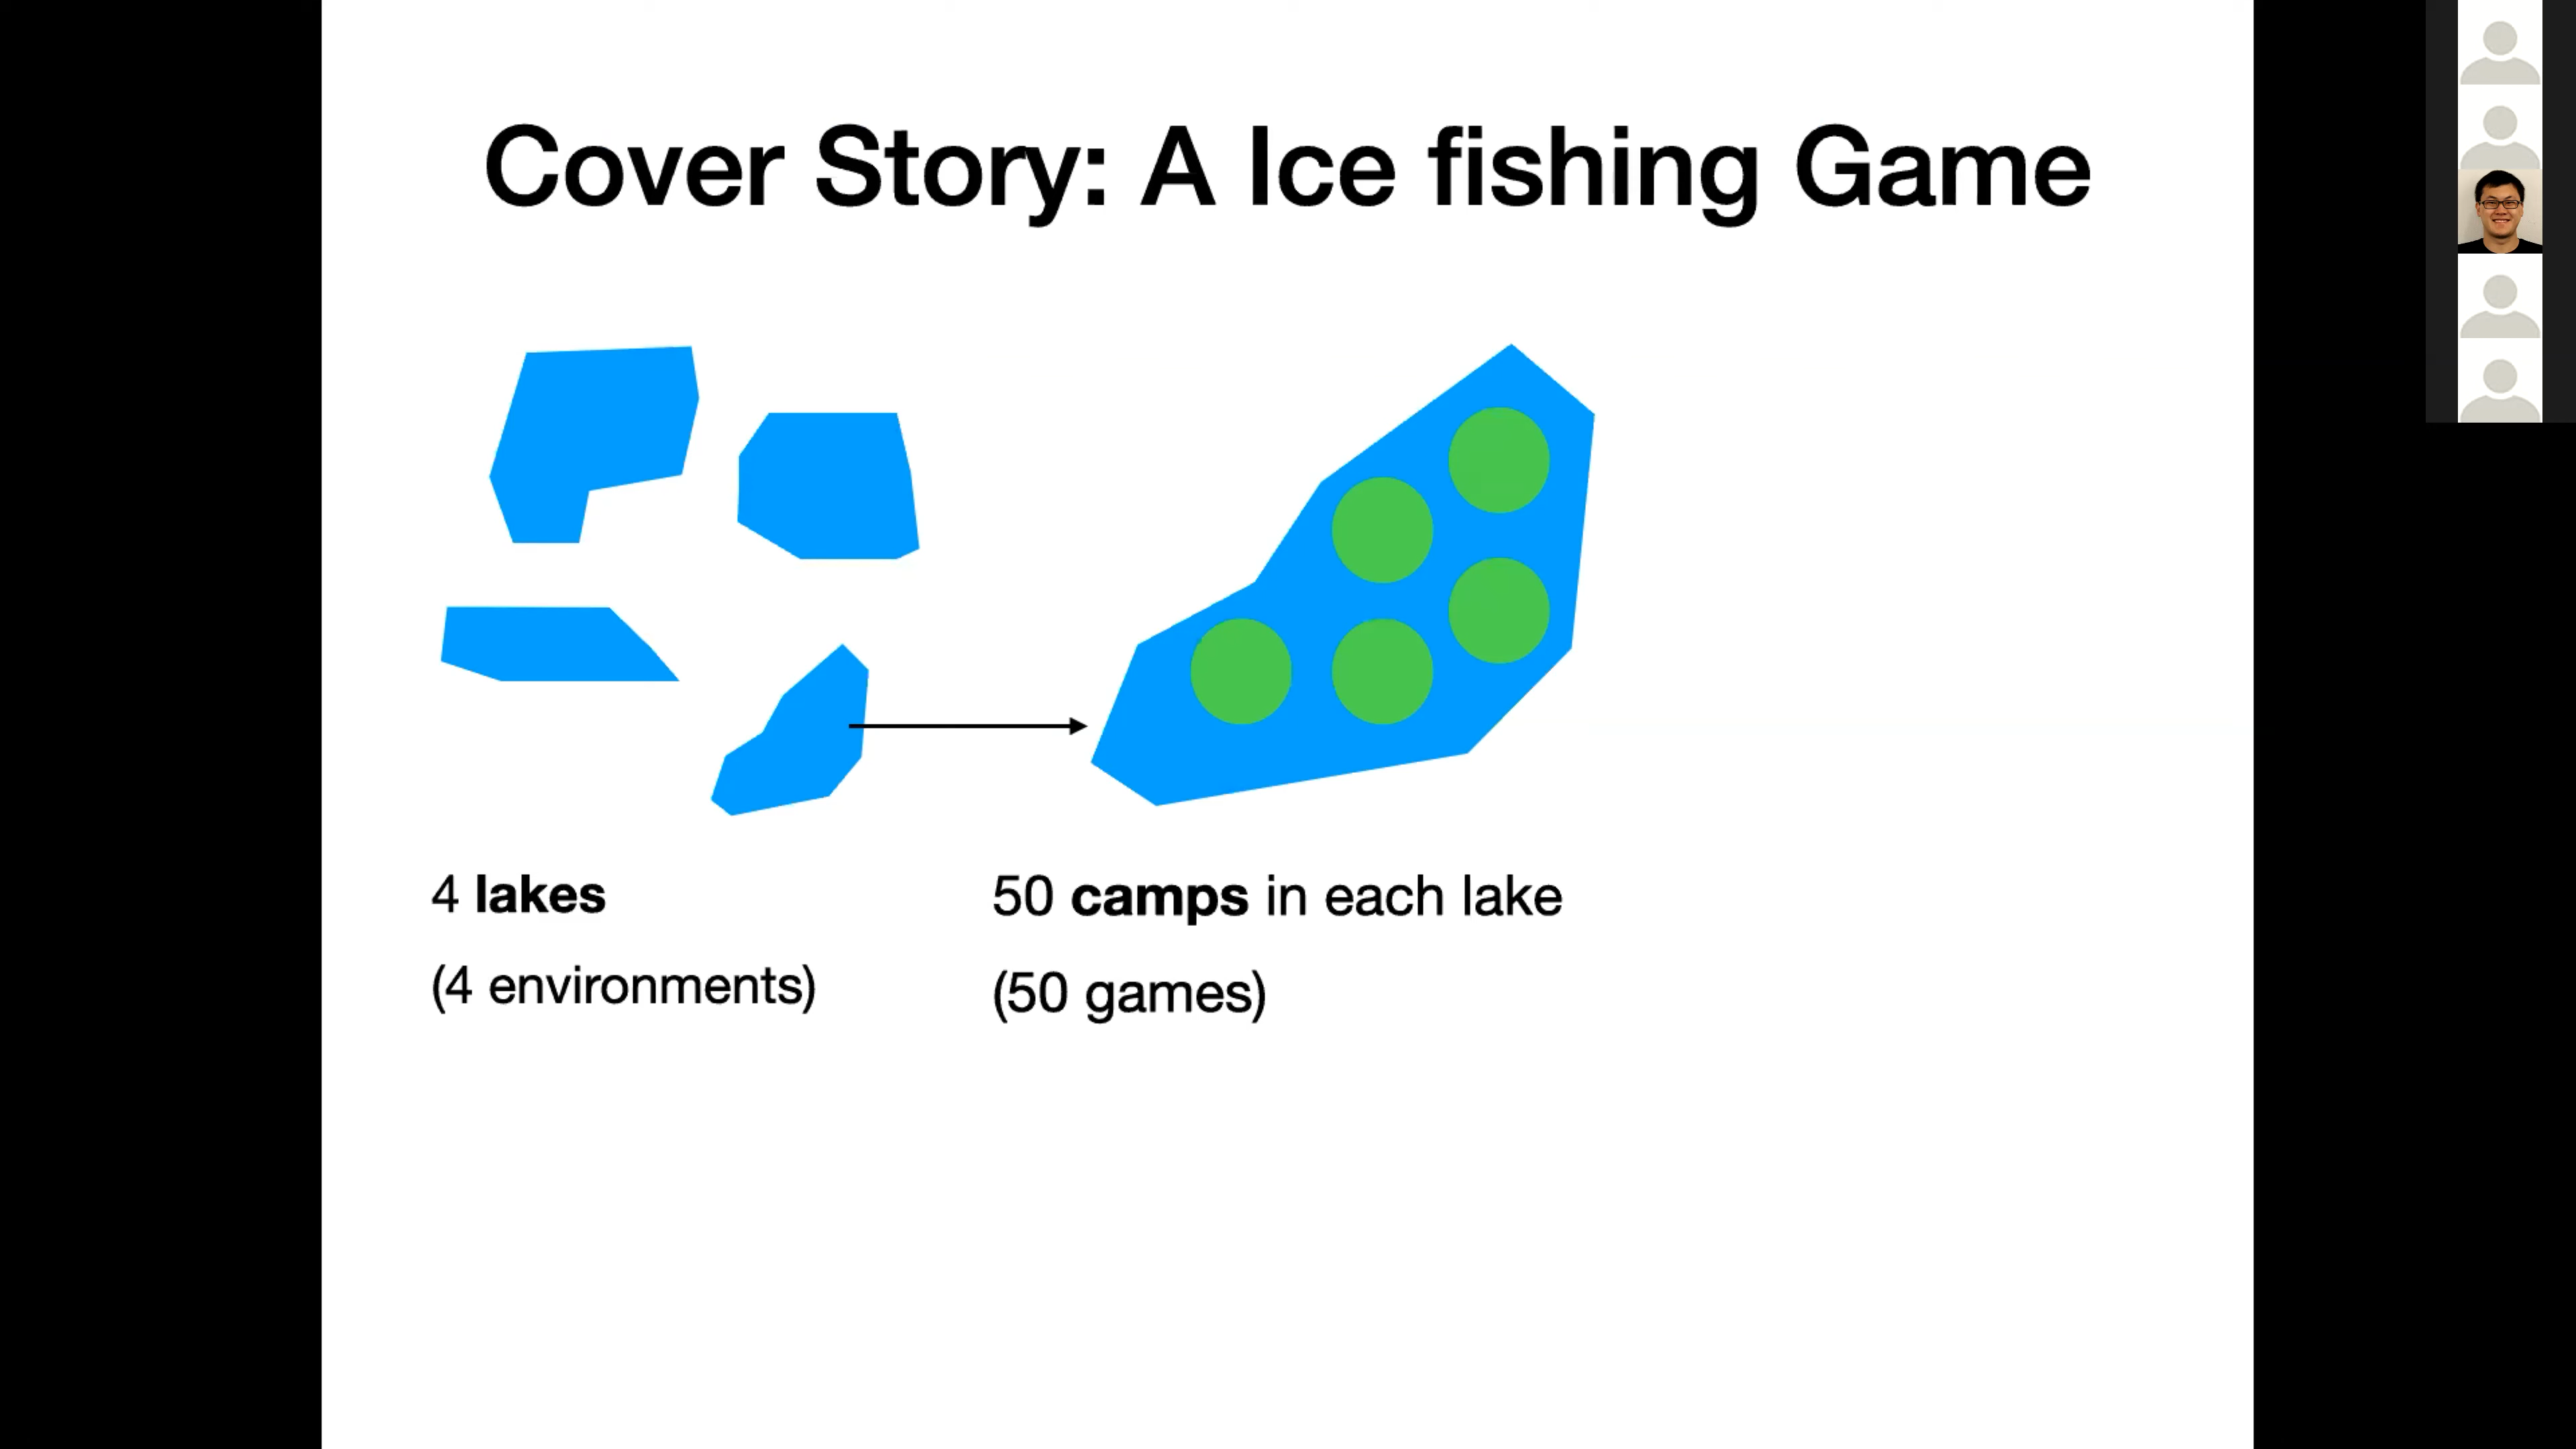 Cover Story: A Ice fishing Game
4 lakes
(4 environments)
50 camps in each lake
(50 games)